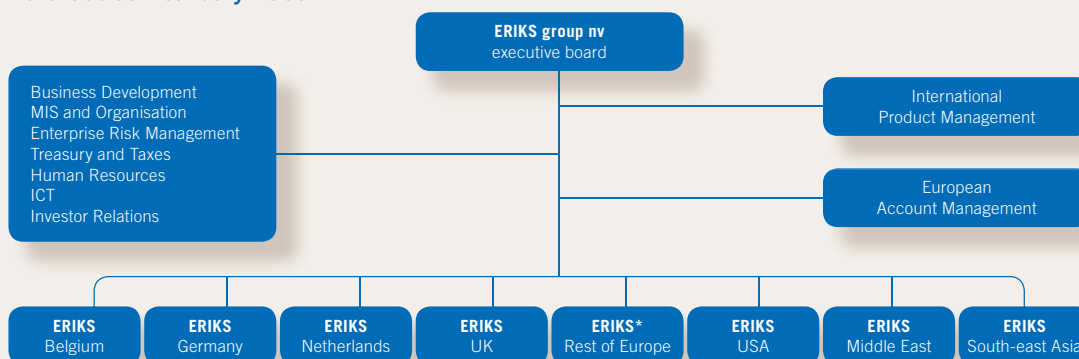 ERIKS group nv
executive board
Business Development
MIS and Organisation
Enterprise Risk Management
Treasury and Taxes
Human Resources
ICT
Investor Relations
International
Product Management
European
Account Management
ERIKS
Belgium
ERIKS
Germany
ERIKS
Netherlands
ERIKS
UK
ERIKS*
Rest of Europe
ERIKS
USA
ERIKS
Middle East
ERIKS
South-east Asia